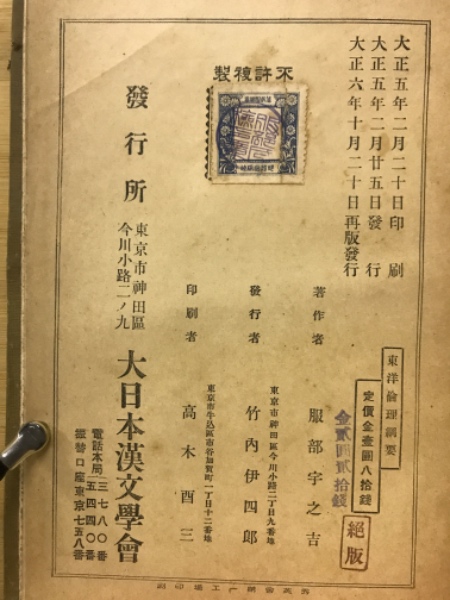 大正五年二月二十日印刷
大正五年二月廿五日發行
大正六年十月二十日再版發行
東洋倫理綱要
定價金壹圓八拾錢
絕版
不許複製
著作者
服部宇之吉
發行者
東京市神田區今川小路二丁目九番地
竹內伊四郎
印刷者
東京市牛込區市谷加賀町一丁目十二番地
高木酉三
發行所
東京市神田區
今川小路二ノ九
大日本漢文學會
電話本局
三七八〇番
五四四〇番
振替口座東京七五八番